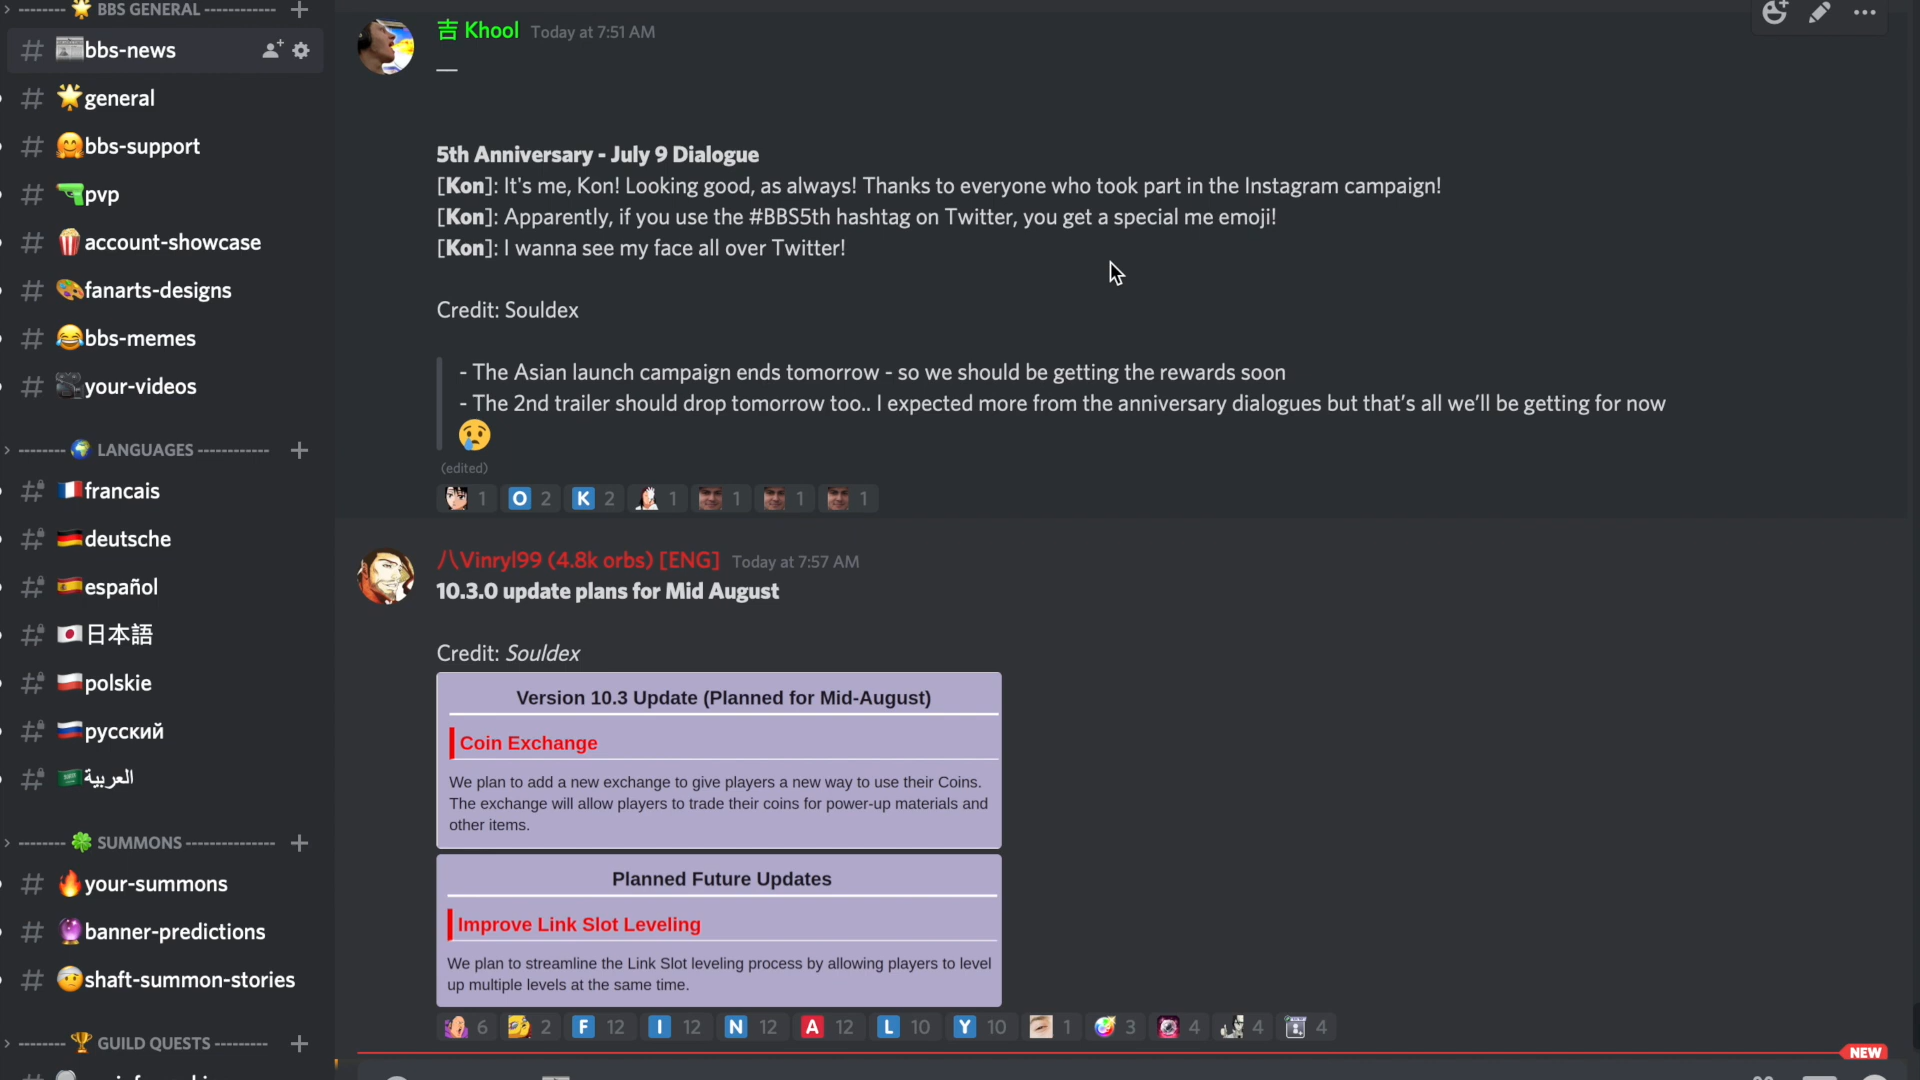 BBS GENERAL
bbs-news
general
bbs-support
pvp
account-showcase
fanarts-designs
bbs-memes
your-videos
LANGUAGES
francais
deutsche
español
日本語
polskie
русский
العربية
SUMMONS
your-summons
banner-predictions
shaft-summon-stories
GUILD QUESTS
吉 Khool Today at 7:51 AM
—
5th Anniversary - July 9 Dialogue
[Kon]: It's me, Kon! Looking good, as always! Thanks to everyone who took part in the Instagram campaign!
[Kon]: Apparently, if you use the #BBS5th hashtag on Twitter, you get a special me emoji!
[Kon]: I wanna see my face all over Twitter!
Credit: Souldex
- The Asian launch campaign ends tomorrow - so we should be getting the rewards soon
- The 2nd trailer should drop tomorrow too.. I expected more from the anniversary dialogues but that's all we'll be getting for now
😢
(edited)
1 O 2 K 2 1 1 1 1
八Vinryl99 (4.8k orbs) [ENG] Today at 7:57 AM
10.3.0 update plans for Mid August
Credit: Souldex
Version 10.3 Update (Planned for Mid-August)
Coin Exchange
We plan to add a new exchange to give players a new way to use their Coins.
The exchange will allow players to trade their coins for power-up materials and
other items.
Planned Future Updates
Improve Link Slot Leveling
We plan to streamline the Link Slot leveling process by allowing players to level
up multiple levels at the same time.
6 2 F 12 I 12 N 12 A 12 L 10 Y 10 1 3 4 4 4
NEW